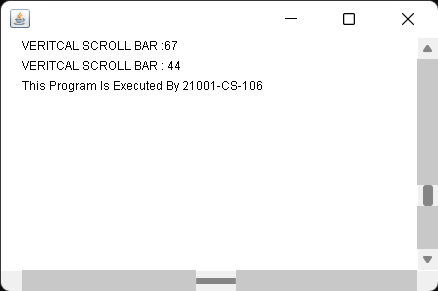 VERITCAL SCROLL BAR :67
VERITCAL SCROLL BAR : 44
This Program Is Executed By 21001-CS-106